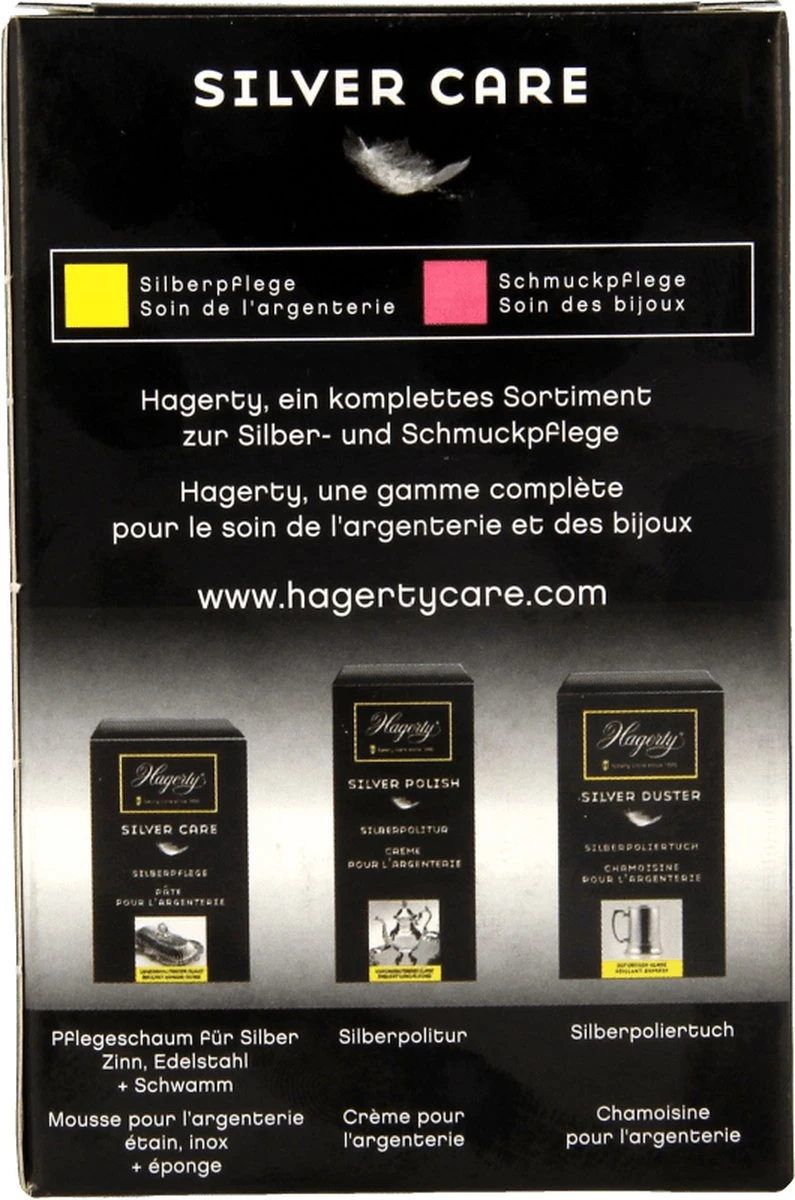 SILVER CARE
Silberpflege
Soin de l'argenterie
Schmuckpflege
Soin des bijoux
Hagerty, ein komplettes Sortiment
zur Silber- und Schmuckpflege
Hagerty, une gamme complète
pour le soin de l'argenterie et des bijoux
www.hagertycare.com
Hagerty
SILVER CARE
SILBERPFLEGE
PÂTE
POUR L'ARGENTERIE
Hagerty
SILVER POLISH
SILBERPOLITUR
CRÈME
POUR L'ARGENTERIE
Hagerty
SILVER DUSTER
SILBERPOLIERTUCH
CHAMOISINE
POUR L'ARGENTERIE
Pflegeschaum für Silber
Zinn, Edelstahl
+ Schwamm
Mousse pour l'argenterie
étain, inox
+ éponge
Silberpolitur
Crème pour
l'argenterie
Silberpoliertuch
Chamoisine
pour l'argenterie